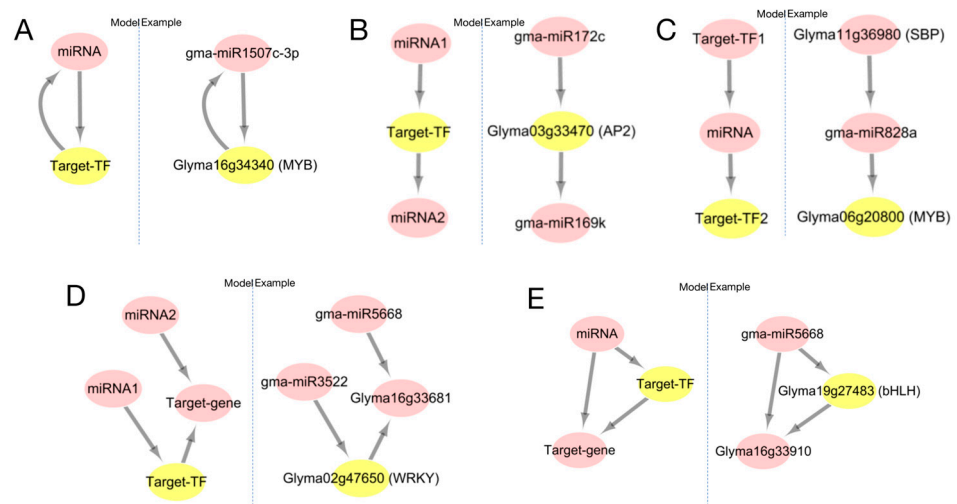 A
Model Example
miRNA
gma-miR1507c-3p
Target-TF
Glyma16g34340 (MYB)
B
Model Example
miRNA1
gma-miR172c
Target-TF
Glyma03g33470 (AP2)
miRNA2
gma-miR169k
C
Model Example
Target-TF1
Glyma11g36980 (SBP)
miRNA
gma-miR828a
Target-TF2
Glyma06g20800 (MYB)
D
Model Example
miRNA2
gma-miR5668
miRNA1
gma-miR3522
Target-gene
Glyma16g33681
Target-TF
Glyma02g47650 (WRKY)
E
Model Example
miRNA
gma-miR5668
Target-TF
Glyma19g27483 (bHLH)
Target-gene
Glyma16g33910